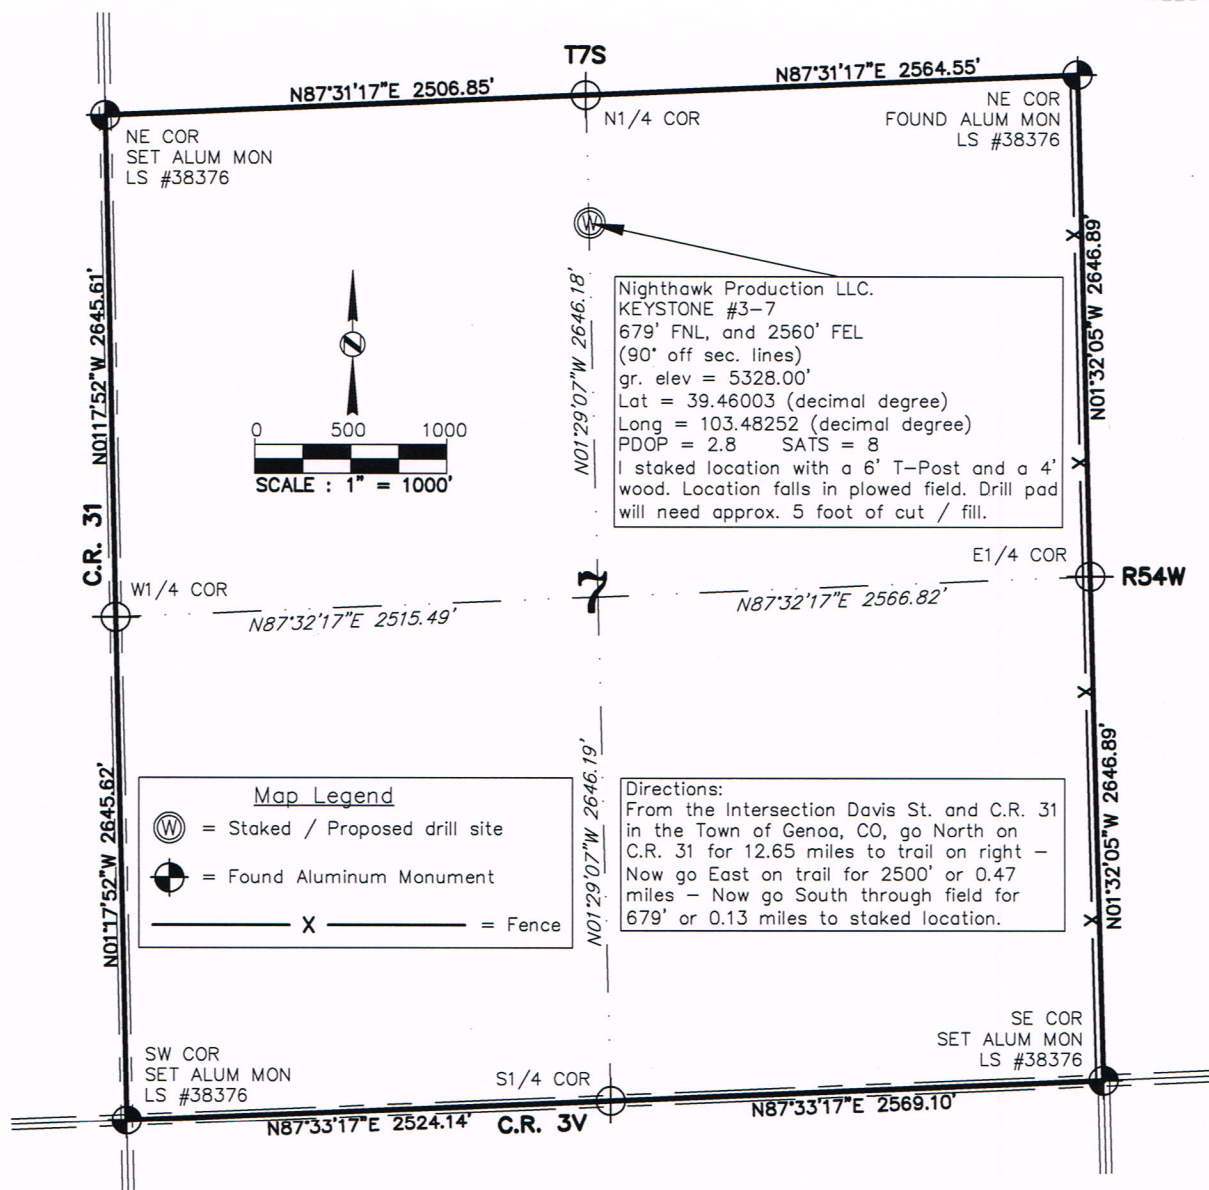 T7S
N87°31'17"E 2506.85'
N87°31'17"E 2564.55'
NE COR
SET ALUM MON
LS #38376
N1/4 COR
NE COR
FOUND ALUM MON
LS #38376
W
N01°29'07"W 2646.18'
N0117'52"W 2645.61'
N01°32'05"W 2646.89'
X
X
Nighthawk Production LLC.
KEYSTONE #3-7
679' FNL, and 2560' FEL
(90° off sec. lines)
gr. elev = 5328.00'
Lat = 39.46003 (decimal degree)
Long = 103.48252 (decimal degree)
PDOP = 2.8 SATS = 8
I staked location with a 6' T-Post and a 4'
wood. Location falls in plowed field. Drill pad
will need approx. 5 foot of cut / fill.
Z
0 500 1000
SCALE : 1" = 1000'
C.R. 31
W1/4 COR
E1/4 COR
R54W
7
N87°32'17"E 2515.49'
N87°32'17"E 2566.82'
X
X
N01°17'52"W 2645.62'
N01°29'07"W 2646.19'
N01°32'05"W 2646.89'
Map Legend
W = Staked / Proposed drill site
= Found Aluminum Monument
X = Fence
Directions:
From the Intersection Davis St. and C.R. 31
in the Town of Genoa, CO, go North on
C.R. 31 for 12.65 miles to trail on right -
Now go East on trail for 2500' or 0.47
miles - Now go South through field for
679' or 0.13 miles to staked location.
SW COR
SET ALUM MON
LS #38376
S1/4 COR
SE COR
SET ALUM MON
LS #38376
N87°33'17"E 2524.14'
C.R. 3V
N87°33'17"E 2569.10'